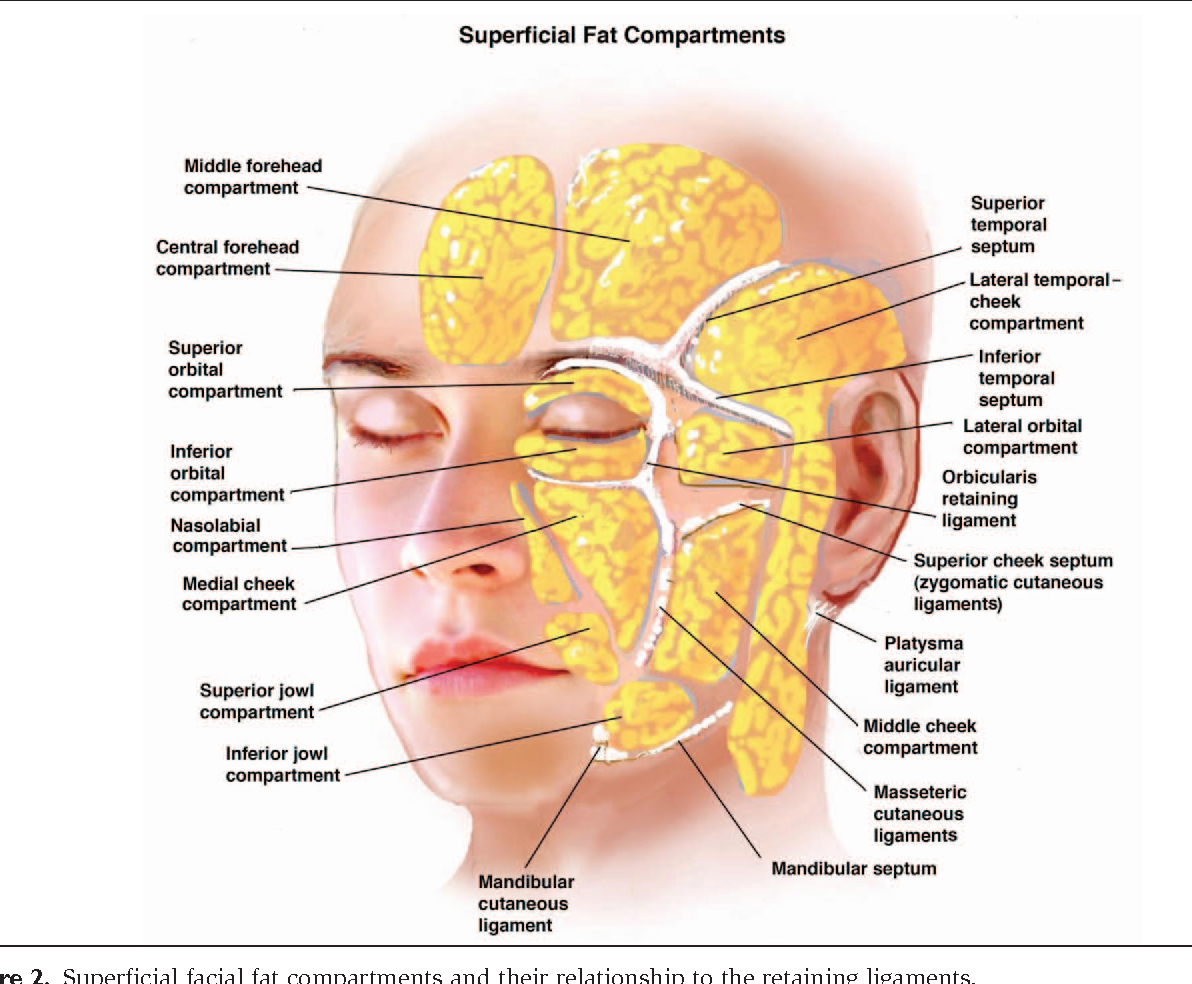 Superficial Fat Compartments
Middle forehead
compartment
Central forehead
compartment
Superior
orbital
compartment
Inferior
orbital
compartment
Nasolabial
compartment
Medial cheek
compartment
Superior jowl
compartment
Inferior jowl
compartment
Mandibular
cutaneous
ligament
Superior
temporal
septum
Lateral temporal–
cheek
compartment
Inferior
temporal
septum
Lateral orbital
compartment
Orbicularis
retaining
ligament
Superior cheek septum
(zygomatic cutaneous
ligaments)
Platysma
auricular
ligament
Middle cheek
compartment
Masseteric
cutaneous
ligaments
Mandibular septum
re 2. Superficial facial fat compartments and their relationship to the retaining ligaments.